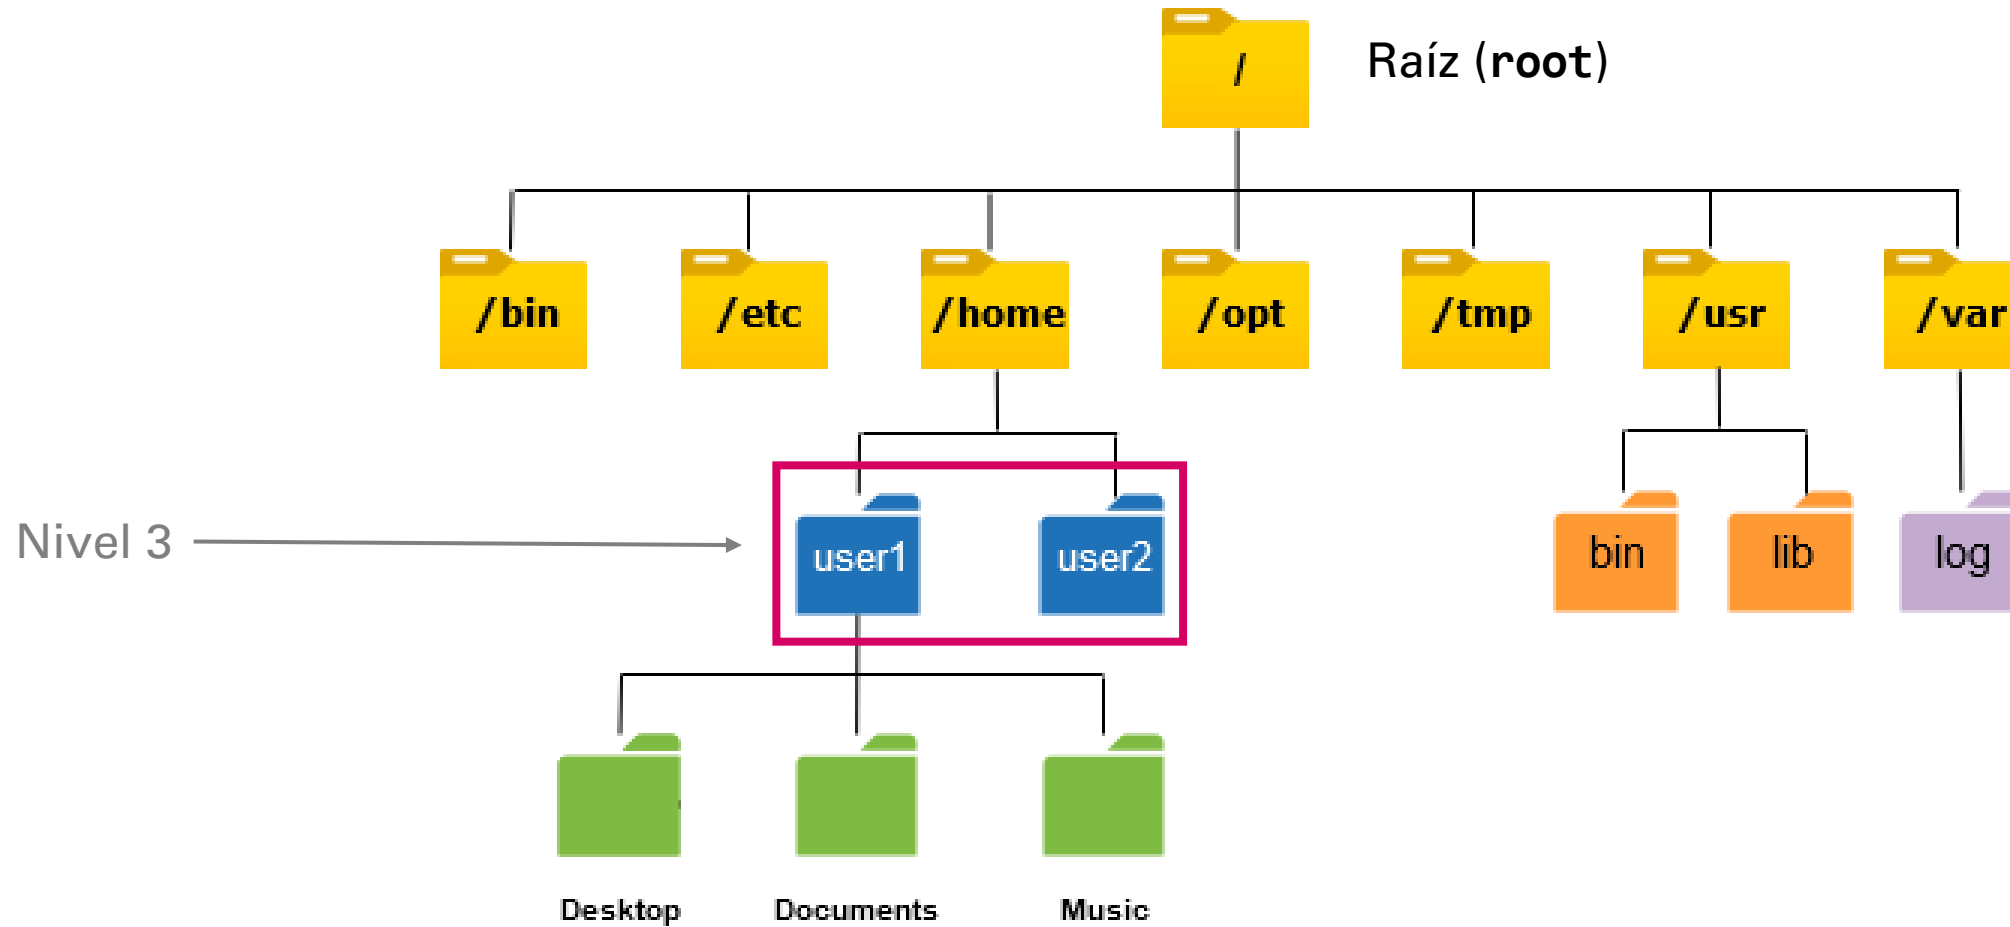 /
Raíz (root)
/bin
/etc
/home
/opt
/tmp
/usr
/var
Nivel 3
user1
user2
bin
lib
log
Desktop
Documents
Music